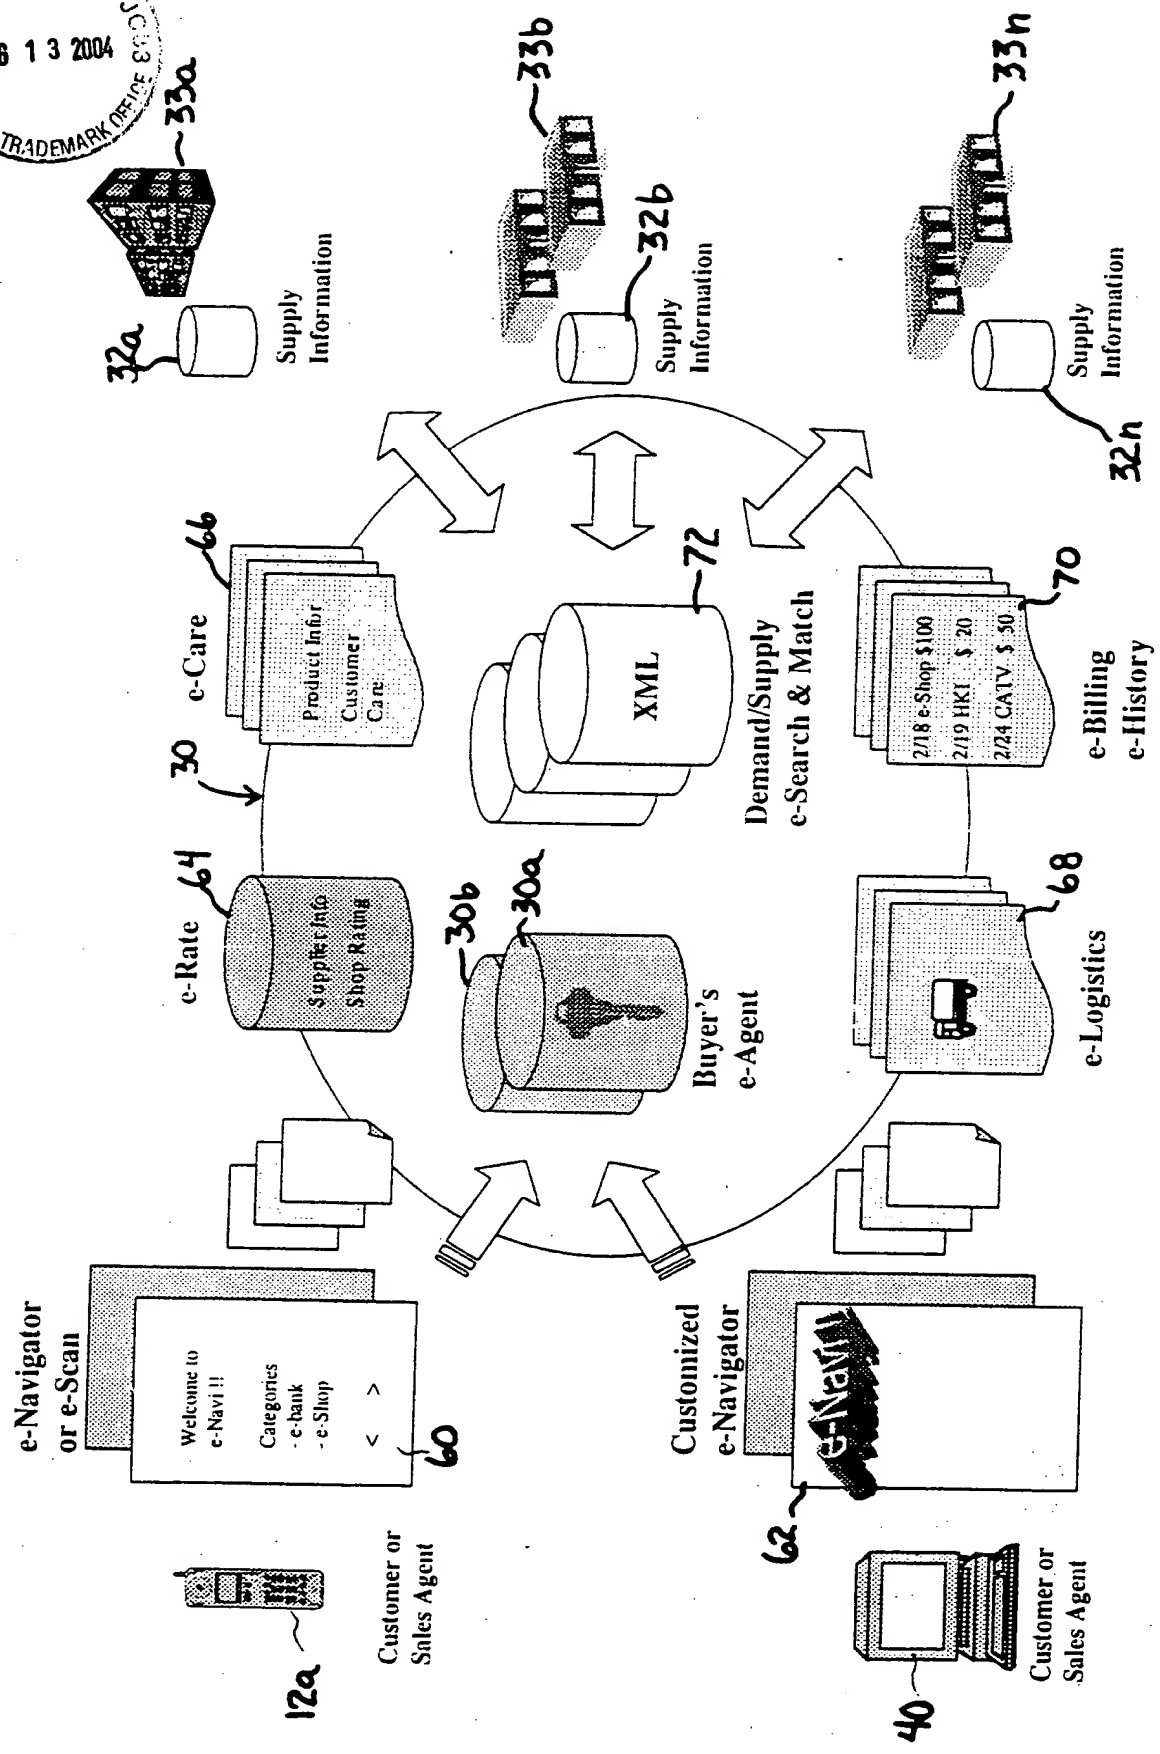 6 13 2004
JC83
TRADEMARK OFFICE
e-Navigator
or e-Scan
Welcome to
e-Navi !!
Categories
- e-bank
- e-Shop
< >
60
12a
Customer or
Sales Agent
Customized
e-Navigator
e-Navi
62
40
Customer or
Sales Agent
e-Rate
64
Supplier Info
Shop Rating
30
e-Care
66
Product Infor
Customer
Care
30b
30a
Buyer's
e-Agent
72
XML
Demand/Supply
e-Search & Match
68
e-Logistics
2/18 e-Shop $100
2/19 HKI $ 20
2/24 CATV $ 50
70
e-Billing
e-History
33a
32a
Supply
Information
33b
32b
Supply
Information
33n
32n
Supply
Information